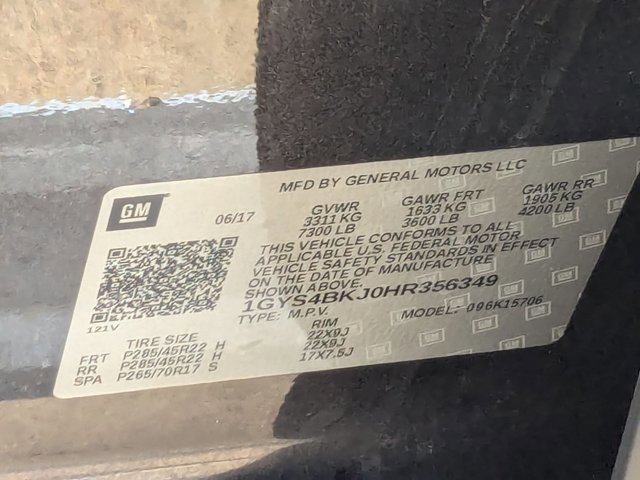 MFD BY GENERAL MOTORS LLC
GM
06/17
GVWR GAWR FRT GAWR RR
3311 KG 1633 KG 1905 KG
7300 LB 3600 LB 4200 LB
THIS VEHICLE CONFORMS TO ALL
APPLICABLE U.S. FEDERAL MOTOR
VEHICLE SAFETY STANDARDS IN EFFECT
ON THE DATE OF MANUFACTURE
SHOWN ABOVE.
1GYS4BKJ0HR356349
TYPE: M.P.V. MODEL: 096K15706
121V
TIRE SIZE RIM
FRT P285/45R22 H 22X9J
RR P285/45R22 H 22X9J
SPA P265/70R17 S 17X7.5J